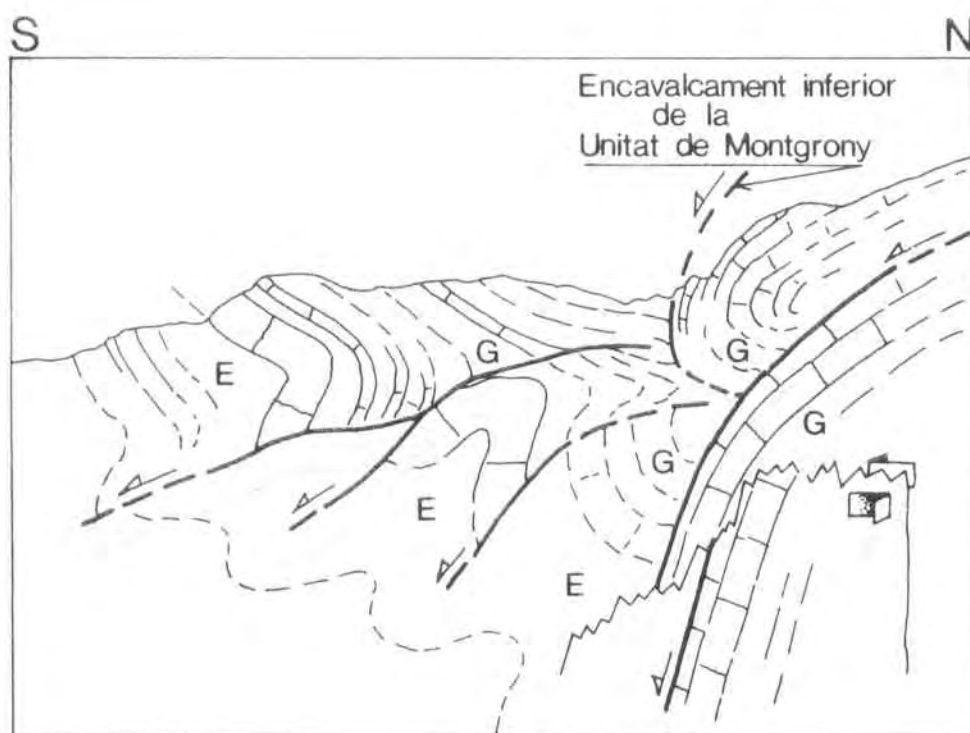 S
N
Encavalcament inferior
de la
Unitat de Montgrony
G
E
G
G
G
E
E